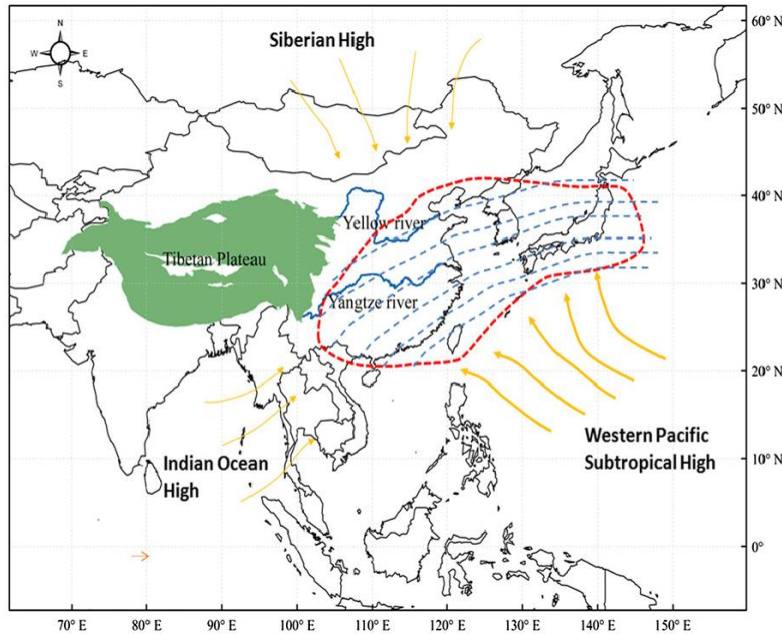 N
W E
S
Siberian High
Yellow river
Tibetan Plateau
Yangtze river
Indian Ocean
High
Western Pacific
Subtropical High
60° N
50° N
40° N
30° N
20° N
10° N
0°
70° E 80° E 90° E 100° E 110° E 120° E 130° E 140° E 150° E